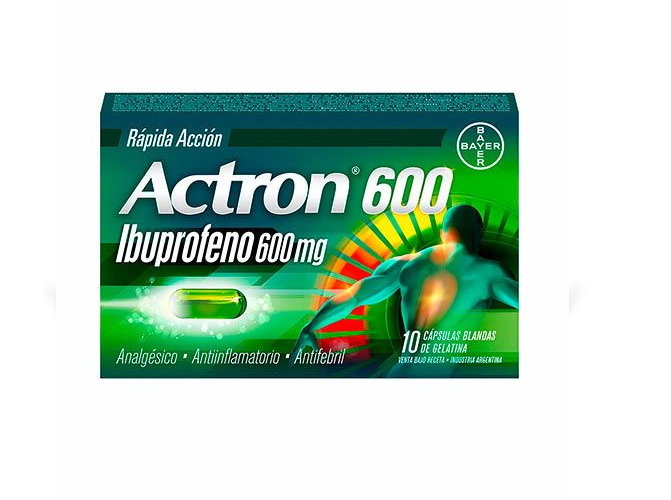 Rápida Acción
BAYER
BAYER
Actron® 600
Ibuprofeno 600 mg
Analgésico • Antiinflamatorio • Antifebril
10 CÁPSULAS BLANDAS
DE GELATINA
VENTA BAJO RECETA • INDUSTRIA ARGENTINA